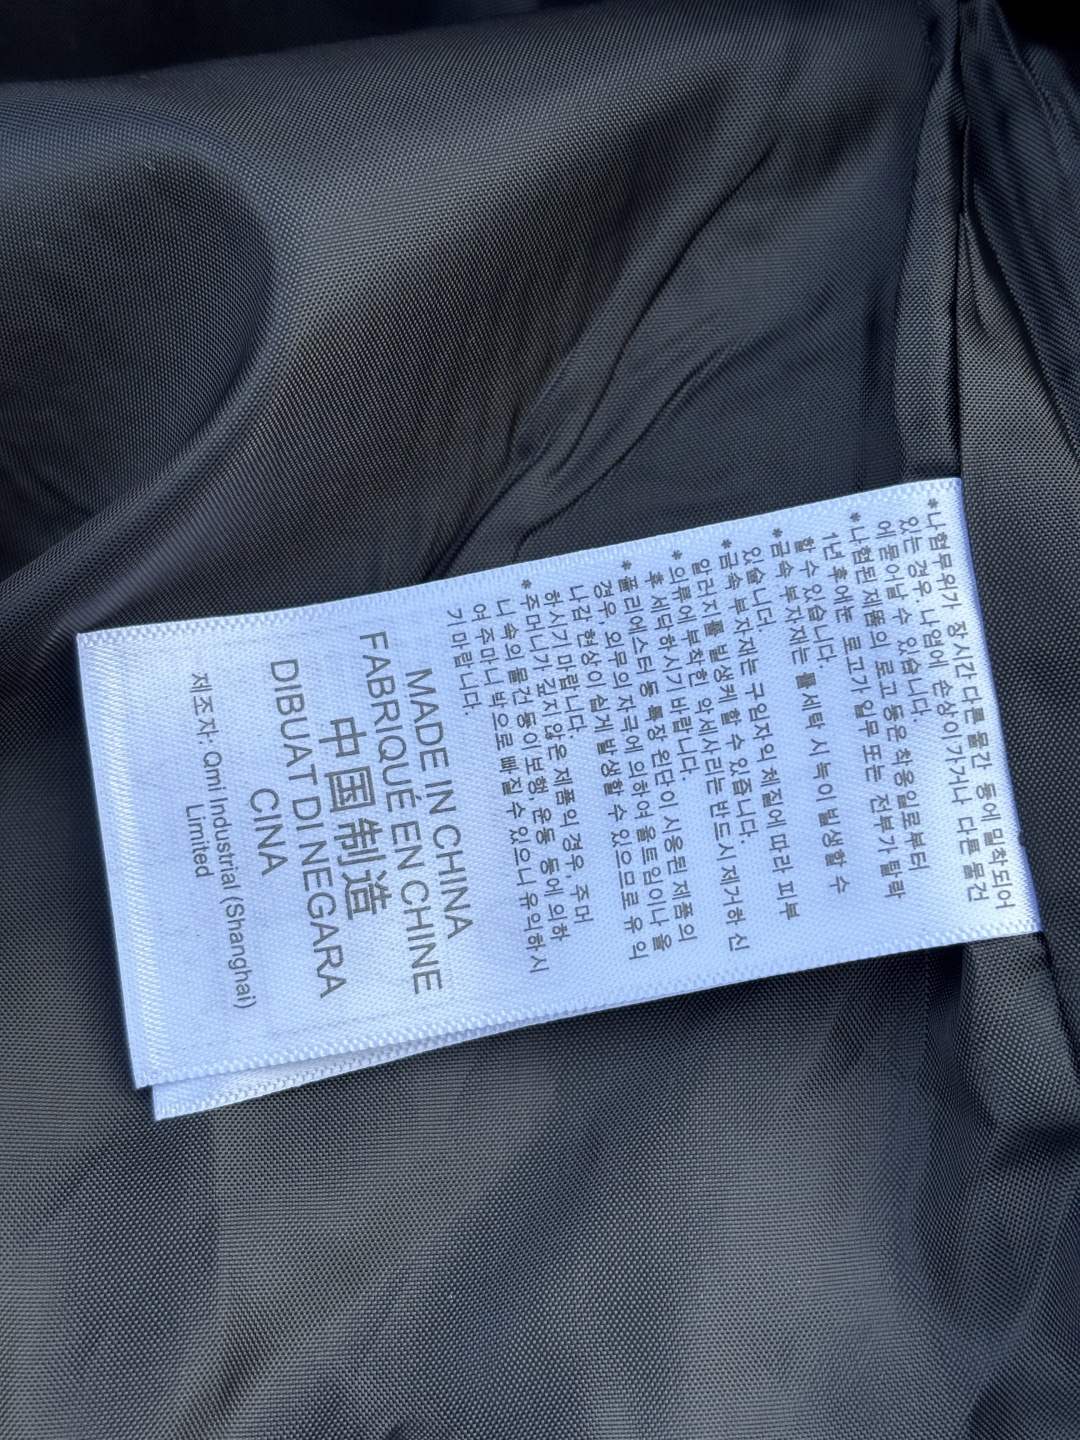 *나렴부위가 장시간 다른 물건 등에 밀착되어
있는 경우, 나염에 손상이 가거나 다른 물건
에 묻어날 수 있습니다.
*나렴된 제품의 로고 등은 착용일로부터
1년 후에는 로고가 일부 또는 전부가 탈락
할 수 있습니다.
*금속 부자재는 물 세탁 시 녹이 발생할 수
있습니다.
*금속 부자재는 구입자의 체질에 따라 피부
알러지를 발생케 할 수 있습니다.
*의류에 부착한 악세서리는 반드시 제거하신
후 세탁하시기 바랍니다.
*폴리에스터 등 특정 원단이 사용된 제품의
경우, 외부의 자극에 의하여 올트임이나 올
나감 현상이 쉽게 발생할 수 있으므로 유의
하시기 바랍니다.
*주머니가 깊지 않은 제품의 경우, 주머
니 속의 물건 등이 보행, 운동 등에 의하
여 주머니 밖으로 빠질 수 있으니 유의하시
기 바랍니다.
MADE IN CHINA
FABRIQUÉ EN CHINE
中国制造
DIBUAT DI NEGARA
CINA
제조자: Qmi Industrial (Shanghai)
Limited